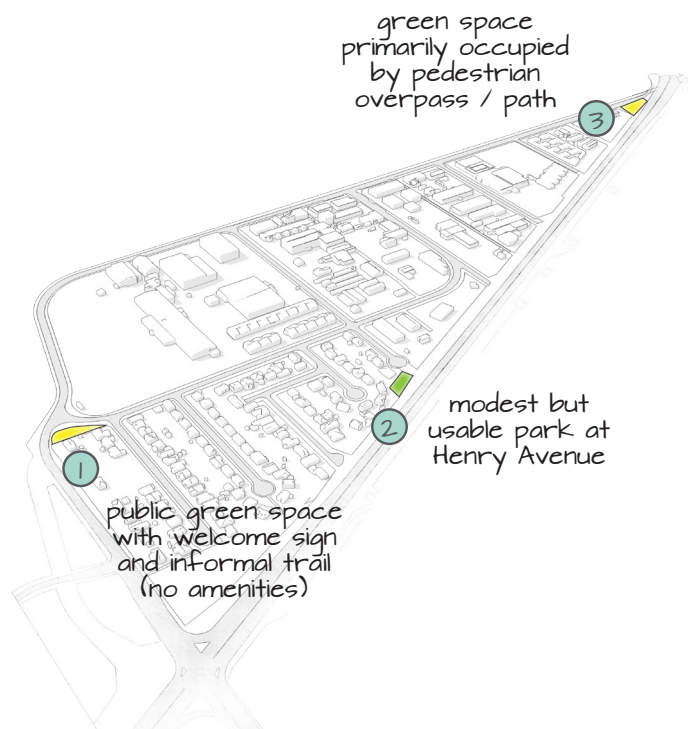 green space
primarily occupied
by pedestrian
overpass / path
3
modest but
usable park at
Henry Avenue
2
1
public green space
with welcome sign
and informal trail
(no amenities)